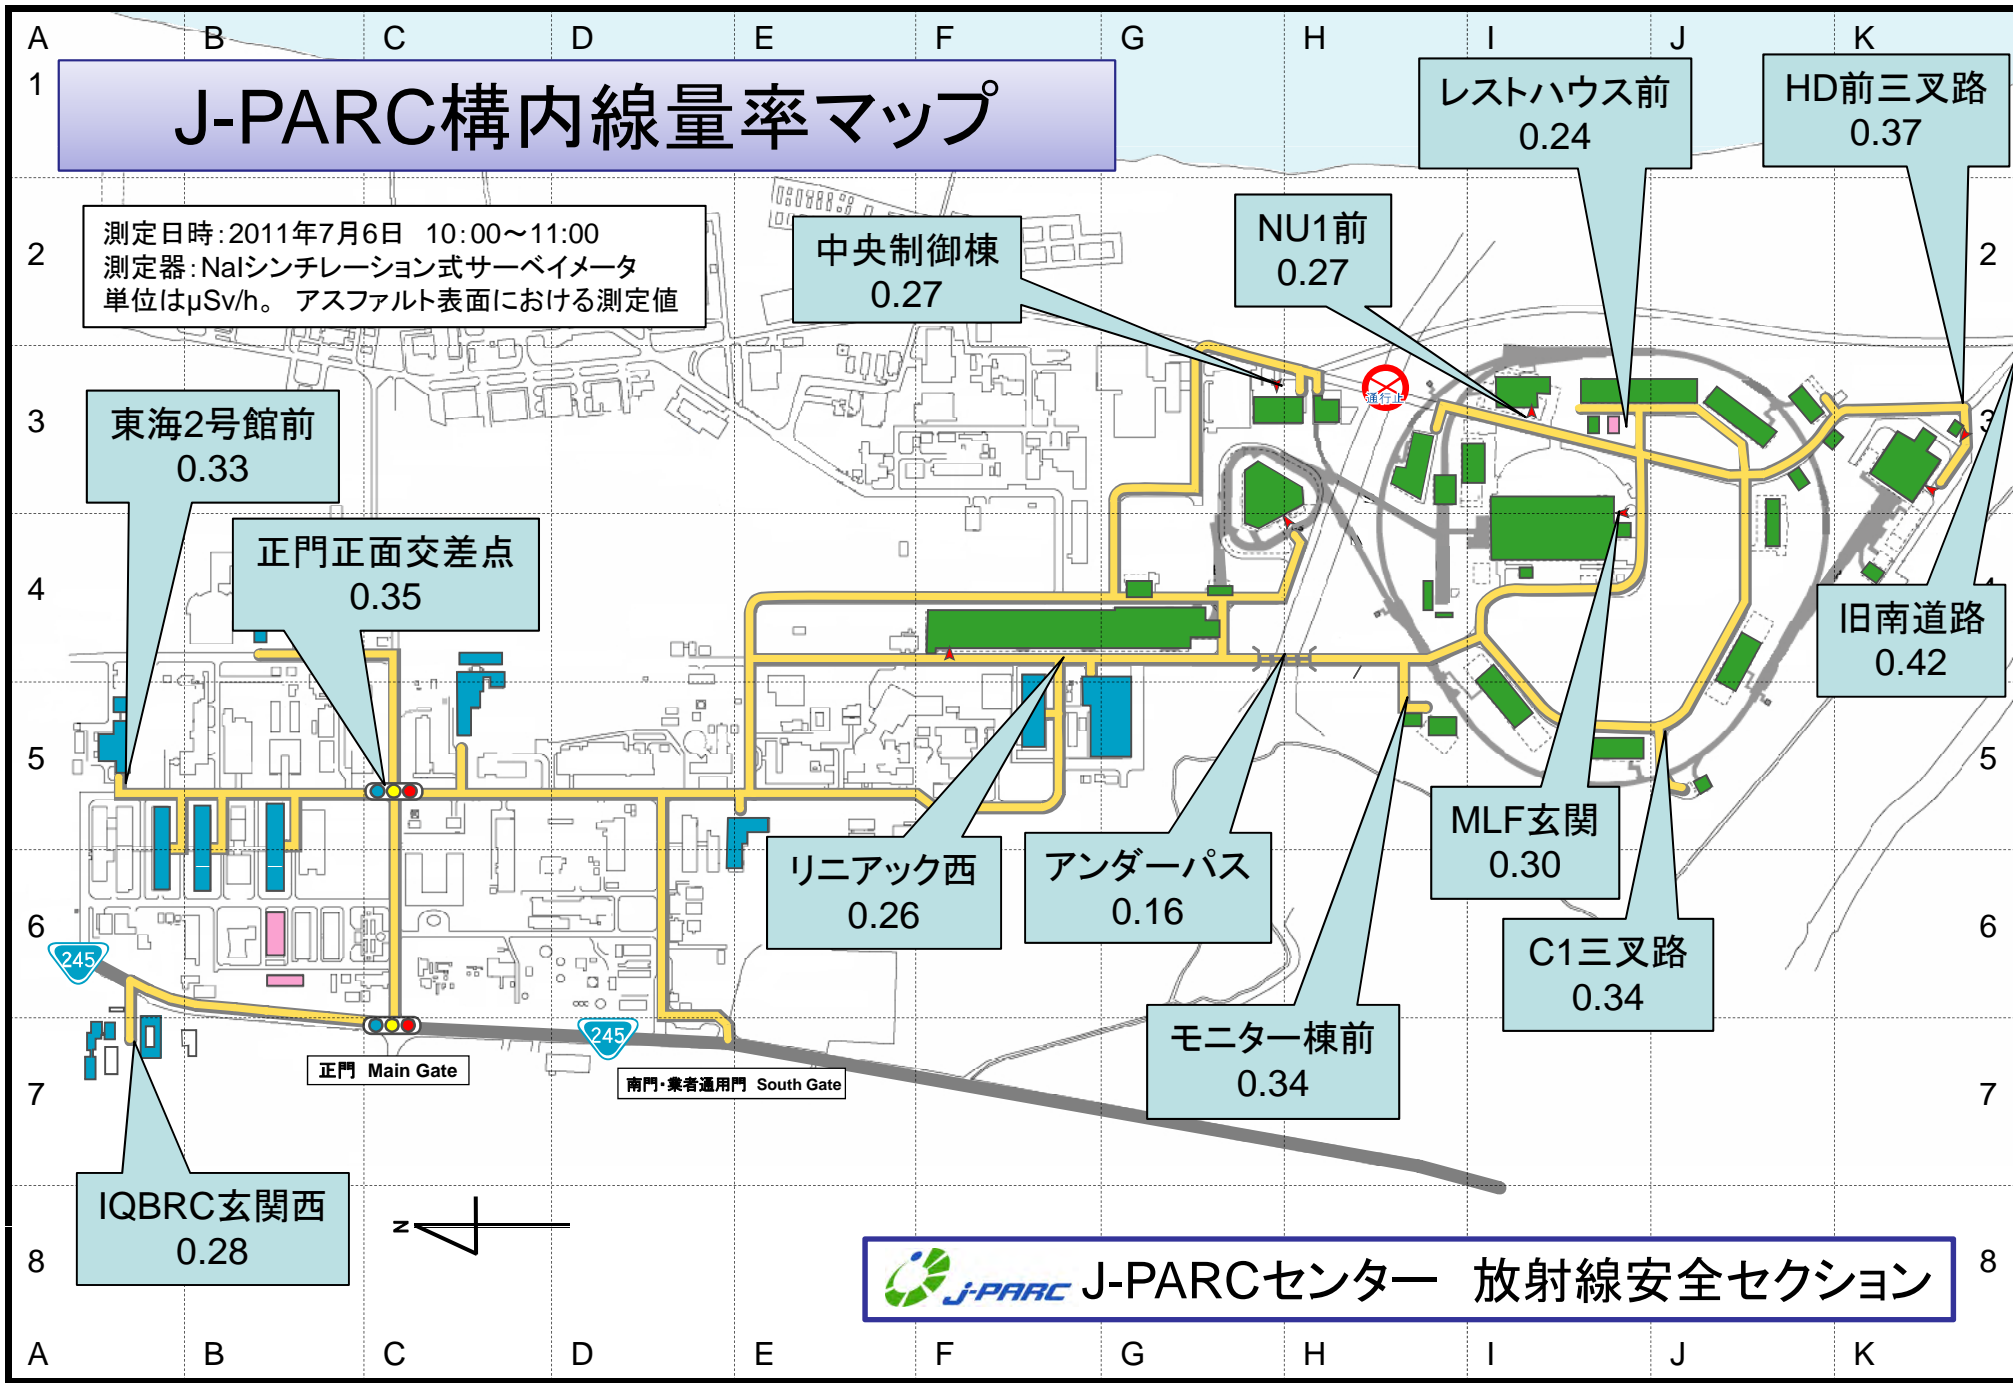 A B C D E F G H I J K
1
J-PARC構内線量率マップ
レストハウス前
0.24
HD前三叉路
0.37
2
測定日時：2011年7月6日　10：00～11：00
測定器：NaIシンチレーション式サーベイメータ
単位はμSv/h。　アスファルト表面における測定値
中央制御棟
0.27
NU1前
0.27
2
3
東海2号館前
0.33
通行止
3
正門正面交差点
0.35
4
旧南道路
0.42
4
5
5
MLF玄関
0.30
リニアック西
0.26
アンダーパス
0.16
6
245
C1三叉路
0.34
6
モニター棟前
0.34
245
正門 Main Gate
南門・業者通用門 South Gate
7
7
IQBRC玄関西
0.28
N
8
J-PARC
J-PARCセンター　放射線安全セクション
8
A B C D E F G H I J K